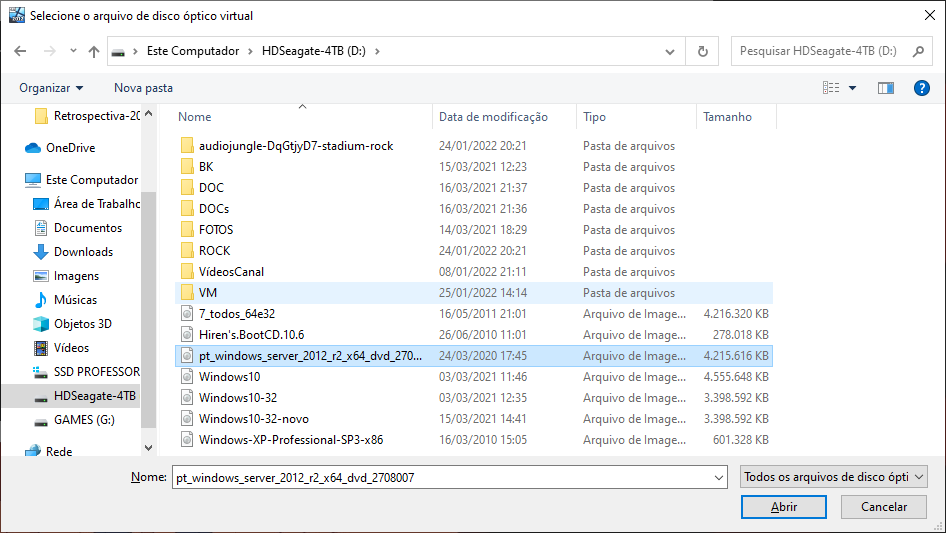 Selecione o arquivo de disco óptico virtual
Este Computador HDSeagate-4TB (D:)
Pesquisar HDSeagate-4TB (D:)
Organizar Nova pasta
Retrospectiva-20
OneDrive
Este Computador
Área de Trabalho
Documentos
Downloads
Imagens
Músicas
Objetos 3D
Vídeos
SSD PROFESSOR
HDSeagate-4TB
GAMES (G:)
Rede
Nome Data de modificação Tipo Tamanho
audiojungle-DqGtjyD7-stadium-rock 24/01/2022 20:21 Pasta de arquivos
BK 15/03/2021 12:23 Pasta de arquivos
DOC 16/03/2021 21:37 Pasta de arquivos
DOCs 16/03/2021 21:36 Pasta de arquivos
FOTOS 14/03/2021 18:29 Pasta de arquivos
ROCK 24/01/2022 20:21 Pasta de arquivos
VídeosCanal 08/01/2022 21:11 Pasta de arquivos
VM 25/01/2022 14:14 Pasta de arquivos
7_todos_64e32 16/05/2011 21:01 Arquivo de Image... 4.216.320 KB
Hiren's.BootCD.10.6 26/06/2010 11:01 Arquivo de Image... 278.018 KB
pt_windows_server_2012_r2_x64_dvd_270... 24/03/2020 17:45 Arquivo de Image... 4.215.616 KB
Windows10 03/03/2021 11:46 Arquivo de Image... 4.555.648 KB
Windows10-32 03/03/2021 12:35 Arquivo de Image... 3.398.592 KB
Windows10-32-novo 15/03/2021 14:41 Arquivo de Image... 3.398.592 KB
Windows-XP-Professional-SP3-x86 16/03/2010 15:05 Arquivo de Image... 601.328 KB
Nome: pt_windows_server_2012_r2_x64_dvd_2708007 Todos os arquivos de disco ópti
Abrir Cancelar